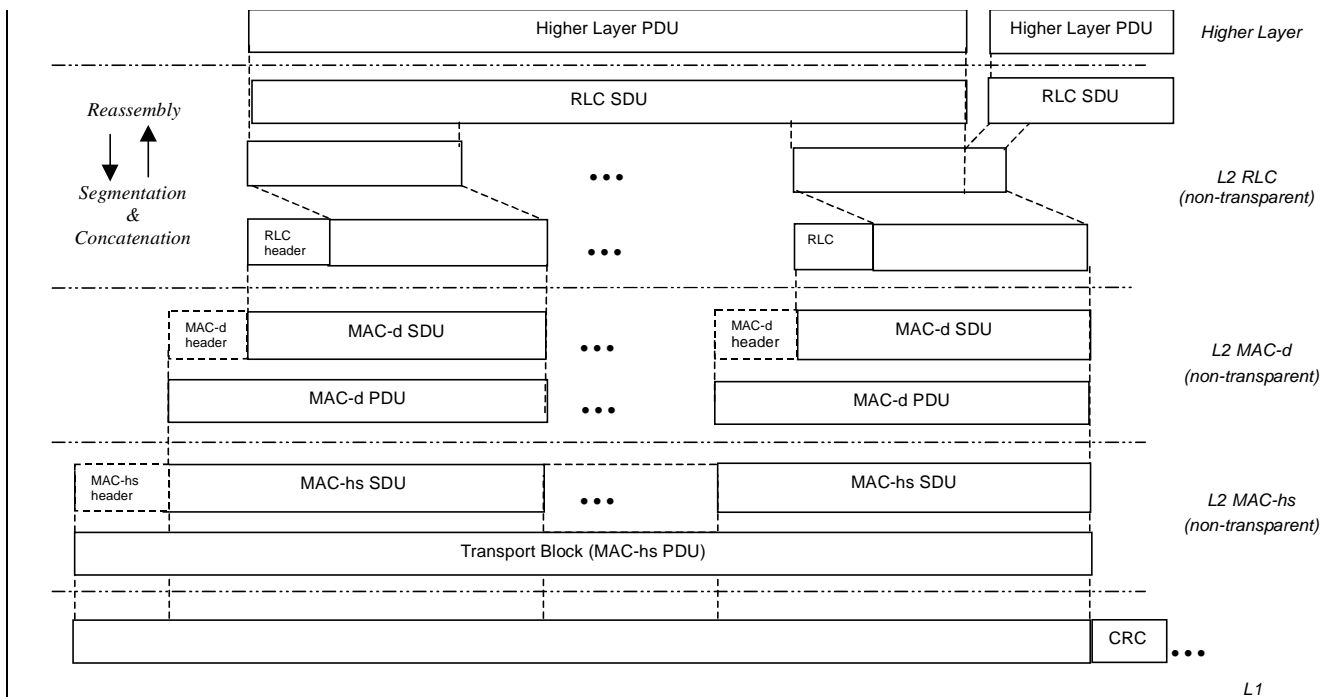 Higher Layer PDU
Higher Layer PDU
Higher Layer
RLC SDU
RLC SDU
Reassembly
Segmentation
&
Concatenation
•••
L2 RLC
(non-transparent)
RLC
header
•••
RLC
MAC-d
header
MAC-d SDU
•••
MAC-d
header
MAC-d SDU
L2 MAC-d
(non-transparent)
MAC-d PDU
•••
MAC-d PDU
MAC-hs
header
MAC-hs SDU
•••
MAC-hs SDU
L2 MAC-hs
(non-transparent)
Transport Block (MAC-hs PDU)
CRC
•••
L1